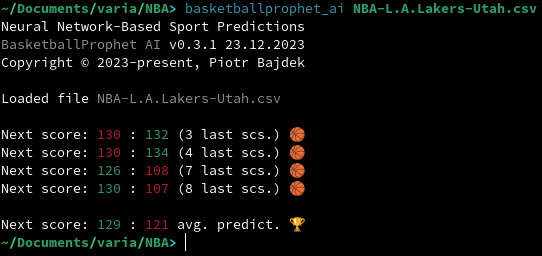 ~/Documents/varia/NBA> basketballprophet_ai NBA-L.A.Lakers-Utah.csv
Neural Network-Based Sport Predictions
BasketballProphet AI v0.3.1 23.12.2023
Copyright © 2023-present, Piotr Bajdek
Loaded file NBA-L.A.Lakers-Utah.csv
Next score: 130 : 132 (3 last scs.) 🏀
Next score: 130 : 134 (4 last scs.) 🏀
Next score: 126 : 108 (7 last scs.) 🏀
Next score: 130 : 107 (8 last scs.) 🏀
Next score: 129 : 121 avg. predict. 🏆
~/Documents/varia/NBA>